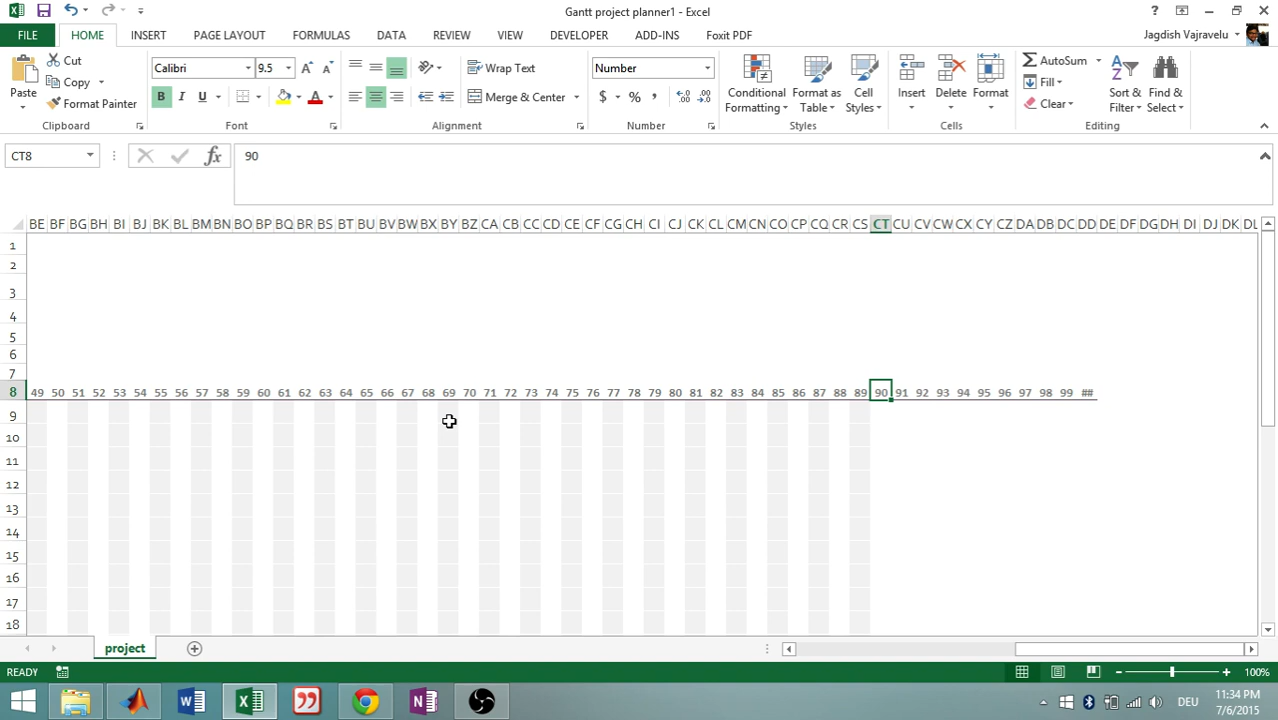 Gantt project planner1 - Excel
FILE HOME INSERT PAGE LAYOUT FORMULAS DATA REVIEW VIEW DEVELOPER ADD-INS Foxit PDF Jagdish Vajravelu
Cut
Copy
Format Painter
Paste
Calibri 9.5
B I U
Wrap Text
Merge & Center
Number
$ % ,
Conditional Formatting
Format as Table
Cell Styles
Insert Delete Format
AutoSum
Fill
Clear
Sort & Filter
Find & Select
Clipboard Font Alignment Number Styles Cells Editing
CT8 fx 90
BE BF BG BH BI BJ BK BL BM BN BO BP BQ BR BS BT BU BV BW BX BY BZ CA CB CC CD CE CF CG CH CI CJ CK CL CM CN CO CP CQ CR CS CT CU CV CW CX CY CZ DA DB DC DD DE DF DG DH DI DJ DK DL
1
2
3
4
5
6
7
8 49 50 51 52 53 54 55 56 57 58 59 60 61 62 63 64 65 66 67 68 69 70 71 72 73 74 75 76 77 78 79 80 81 82 83 84 85 86 87 88 89 90 91 92 93 94 95 96 97 98 99 ##
9
10
11
12
13
14
15
16
17
18
project
READY 100%
DEU 11:34 PM
7/6/2015